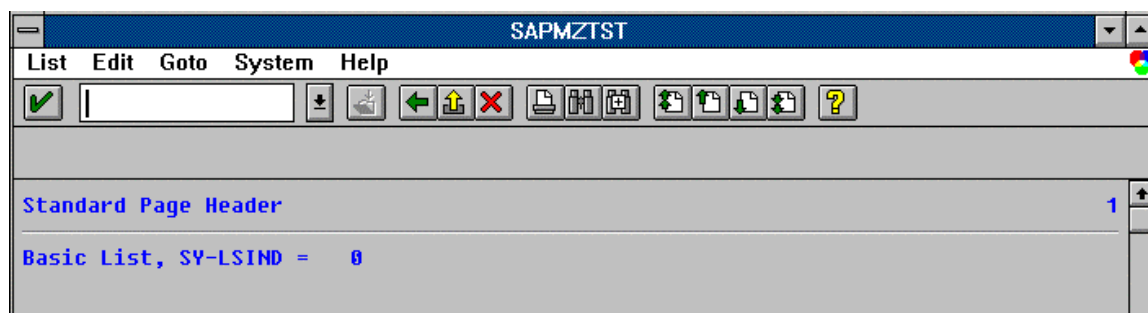 SAPMZTST
List Edit Goto System Help
Standard Page Header 1
Basic List, SY-LSIND = 0